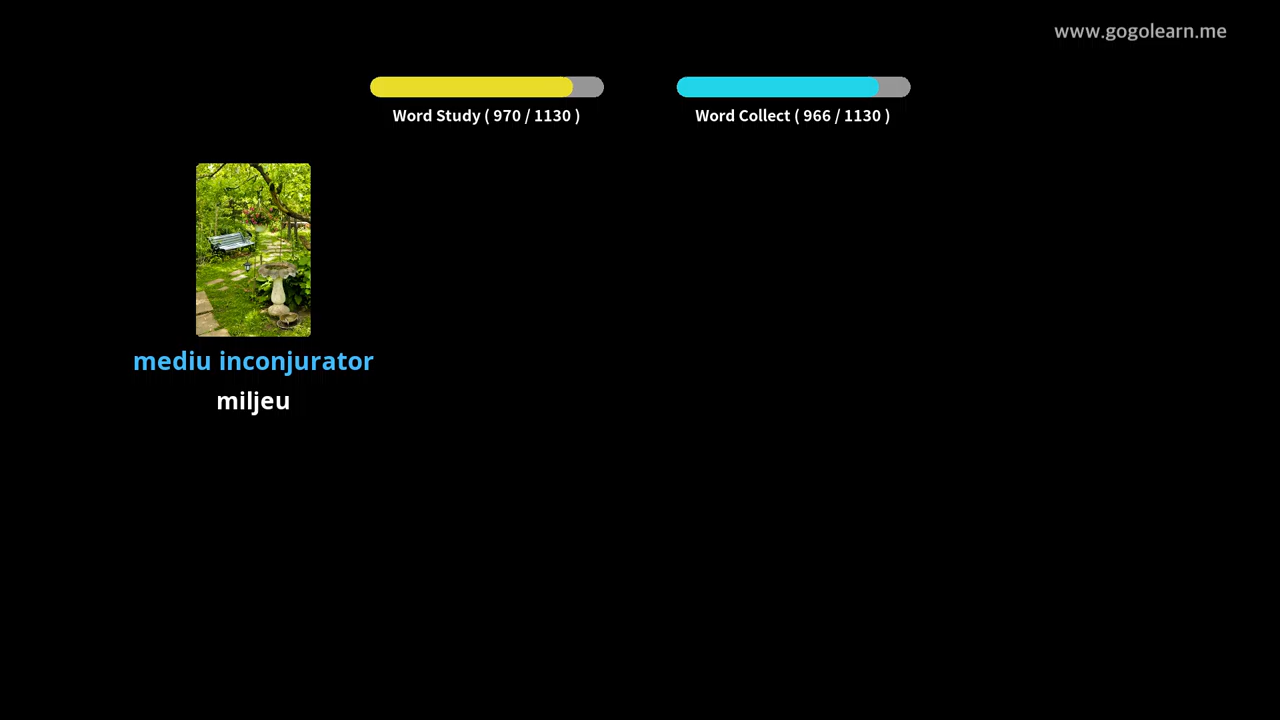 www.gogolearn.me
Word Study ( 970 / 1130 )
Word Collect ( 966 / 1130 )
mediu inconjurator
miljeu